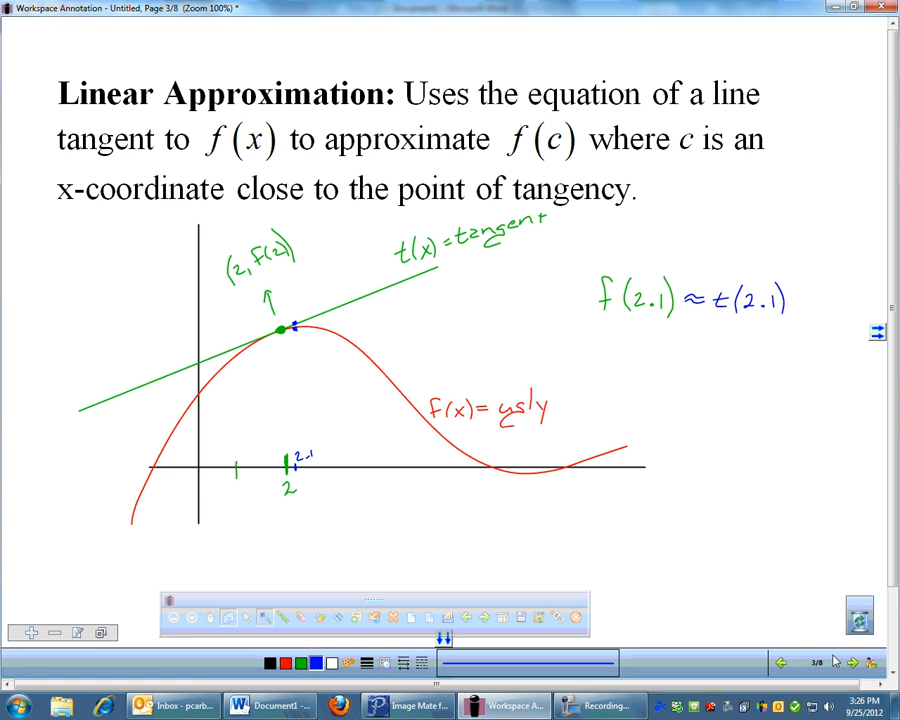 Workspace Annotation - Untitled, Page 3/8 (Zoom 100%) *
Linear Approximation: Uses the equation of a line
tangent to f(x) to approximate f(c) where c is an
x-coordinate close to the point of tangency.
(2, f(2))
t(x) = tangent
f(2.1) ≈ t(2.1)
f(x) = ugly
2.1
2
3/8
Inbox - pcarb...
Document1 -...
Image Mate f...
Workspace A...
Recording...
3:26 PM
9/25/2012